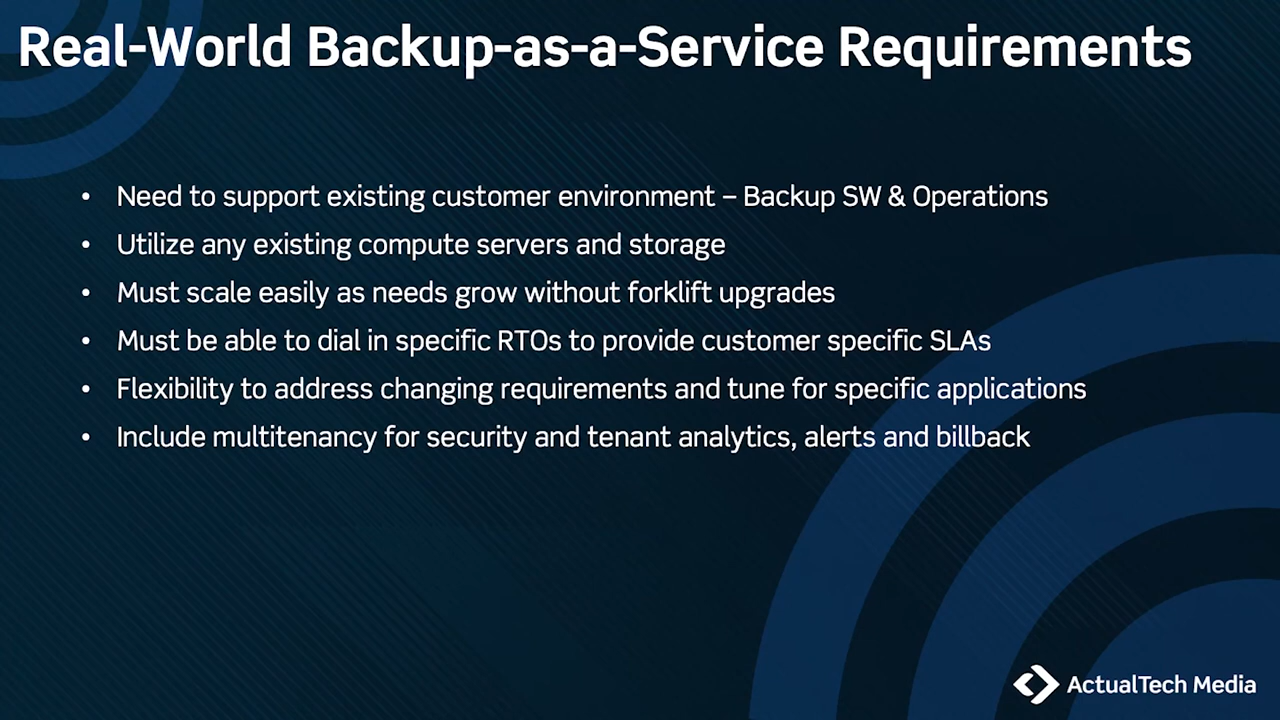 Real-World Backup-as-a-Service Requirements
• Need to support existing customer environment – Backup SW & Operations
• Utilize any existing compute servers and storage
• Must scale easily as needs grow without forklift upgrades
• Must be able to dial in specific RTOs to provide customer specific SLAs
• Flexibility to address changing requirements and tune for specific applications
• Include multitenancy for security and tenant analytics, alerts and billback
ActualTech Media